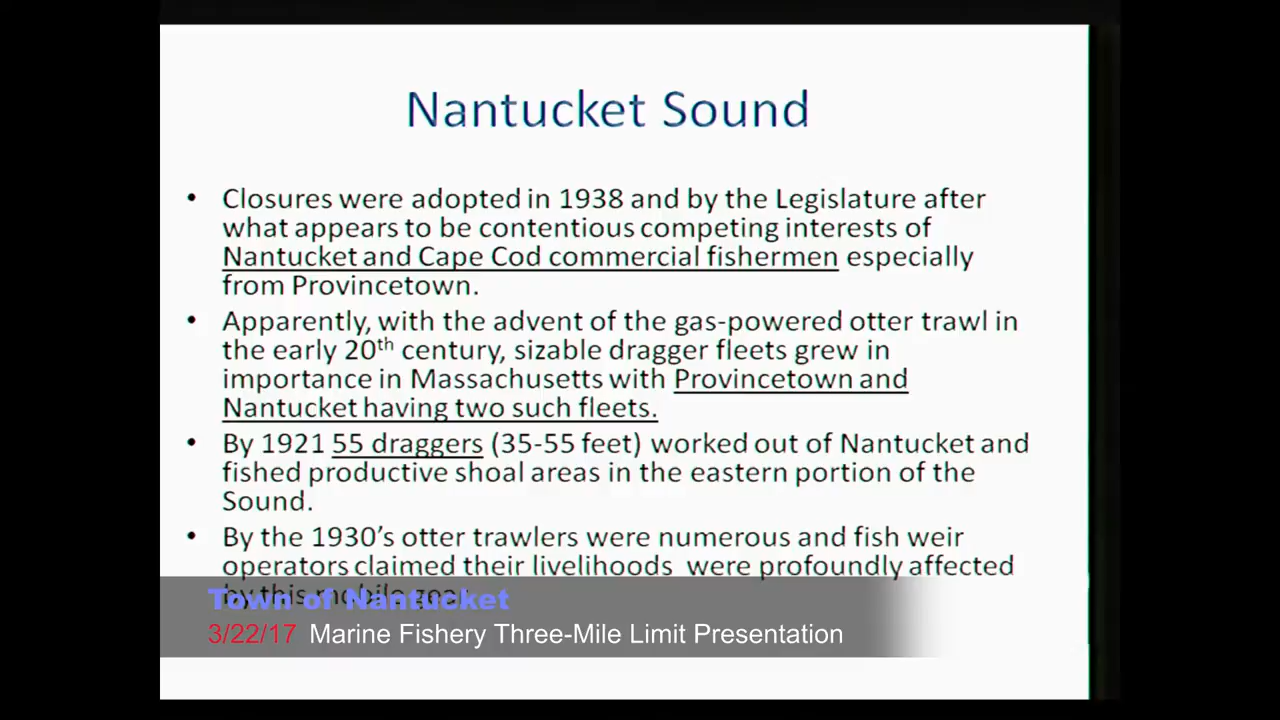 Nantucket Sound
• Closures were adopted in 1938 and by the Legislature after
what appears to be contentious competing interests of
Nantucket and Cape Cod commercial fishermen especially
from Provincetown.
• Apparently, with the advent of the gas-powered otter trawl in
the early 20th century, sizable dragger fleets grew in
importance in Massachusetts with Provincetown and
Nantucket having two such fleets.
• By 1921 55 draggers (35-55 feet) worked out of Nantucket and
fished productive shoal areas in the eastern portion of the
Sound.
• By the 1930's otter trawlers were numerous and fish weir
operators claimed their livelihoods were profoundly affected
by this mobile
Town of Nantucket
3/22/17 Marine Fishery Three-Mile Limit Presentation